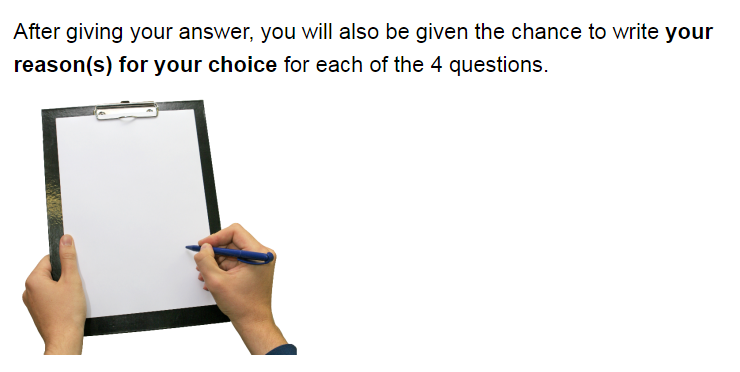 After giving your answer, you will also be given the chance to write your
reason(s) for your choice for each of the 4 questions.